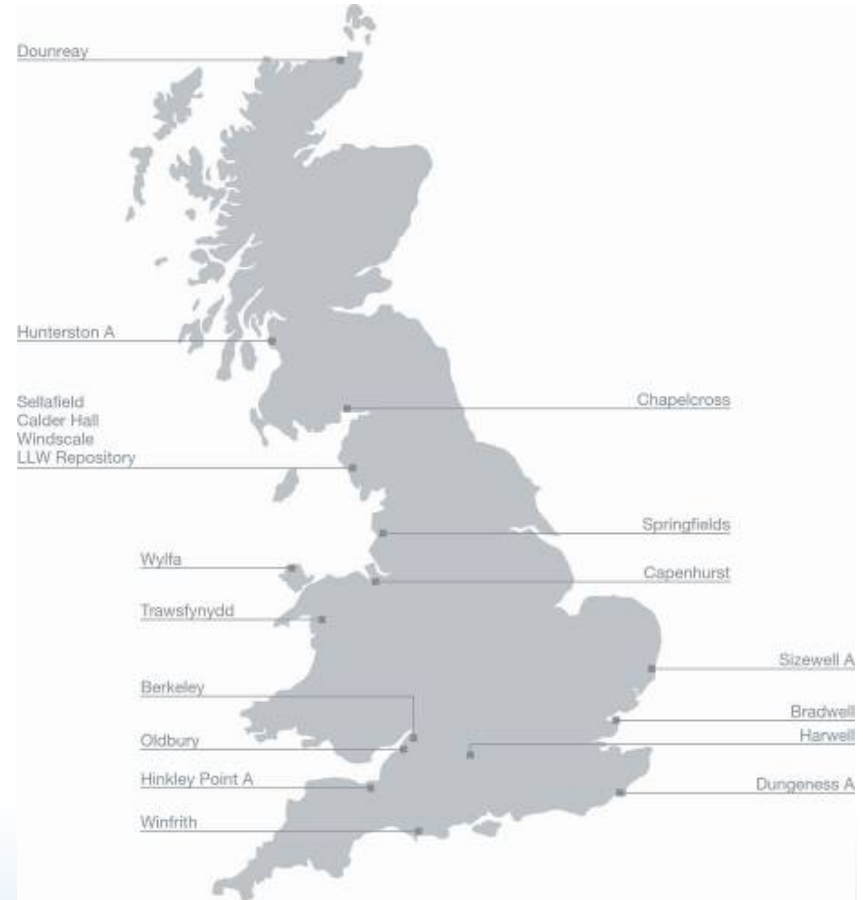 Dounreay
Hunterston A
Sellafield
Calder Hall
Windscale
LLW Repository
Chapelcross
Springfields
Wylfa
Capenhurst
Trawsfynydd
Sizewell A
Berkeley
Bradwell
Harwell
Oldbury
Hinkley Point A
Dungeness A
Winfrith